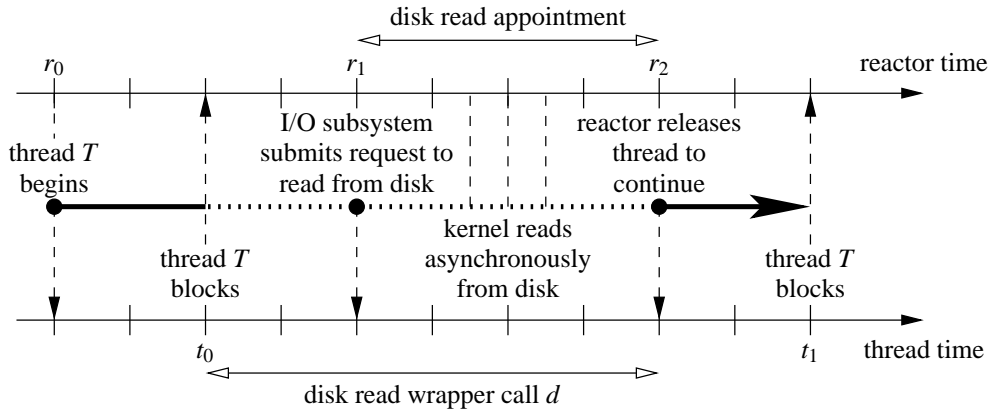 disk read appointment
r0
r1
r2
reactor time
thread T
begins
I/O subsystem
submits request to
read from disk
reactor releases
thread to
continue
thread T
blocks
kernel reads
asynchronously
from disk
thread T
blocks
t0
t1
thread time
disk read wrapper call d